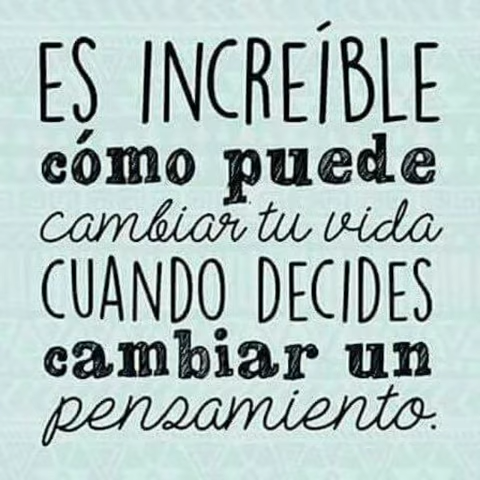 ES INCREÍBLE
cómo puede
cambiar tu vida
CUANDO DECIDES
cambiar un
pensamiento.